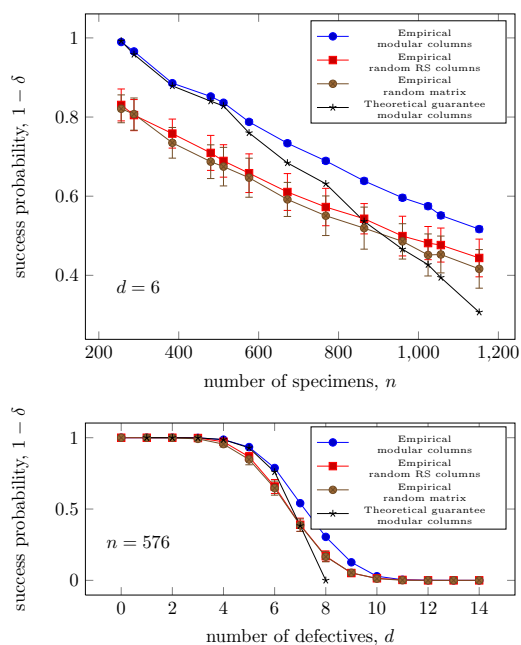 success probability, 1 − δ
1
0.8
0.6
0.4
200
400
600
800
1,000
1,200
number of specimens, n
d = 6
Empirical
modular columns
Empirical
random RS columns
Empirical
random matrix
Theoretical guarantee
modular columns
success probability, 1 − δ
1
0.5
0
0
2
4
6
8
10
12
14
number of defectives, d
n = 576
Empirical
modular columns
Empirical
random RS columns
Empirical
random matrix
Theoretical guarantee
modular columns